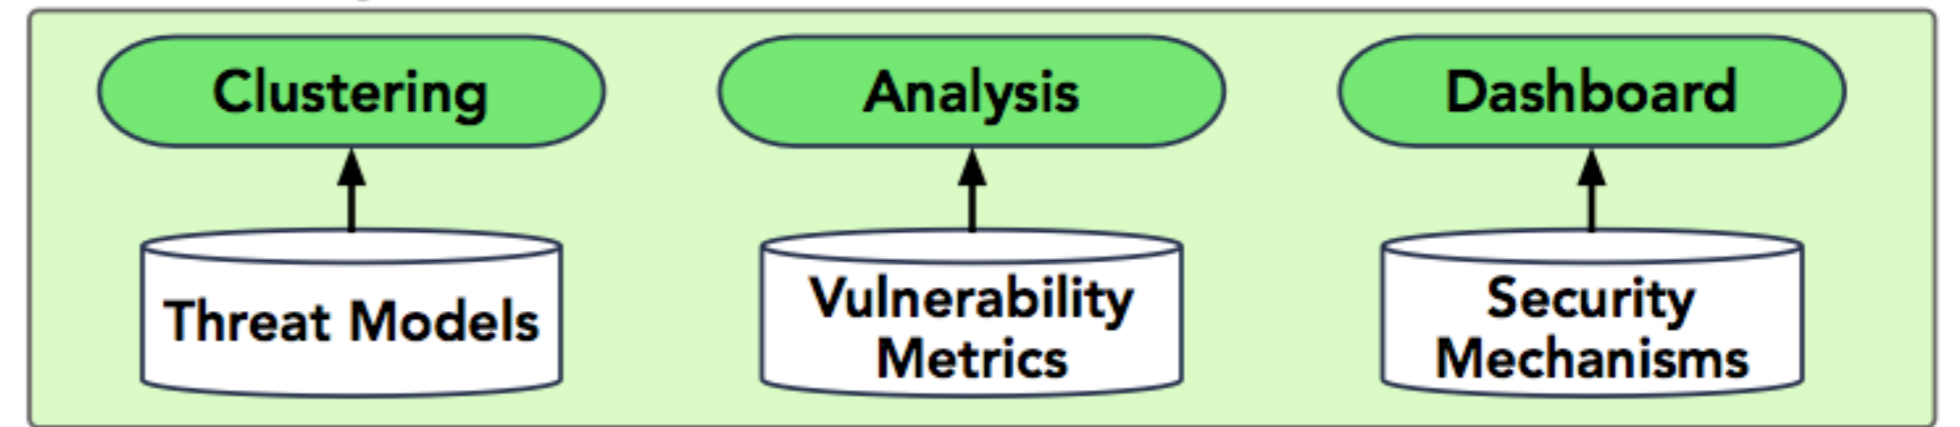 Clustering
Analysis
Dashboard
Threat Models
Vulnerability
Metrics
Security
Mechanisms